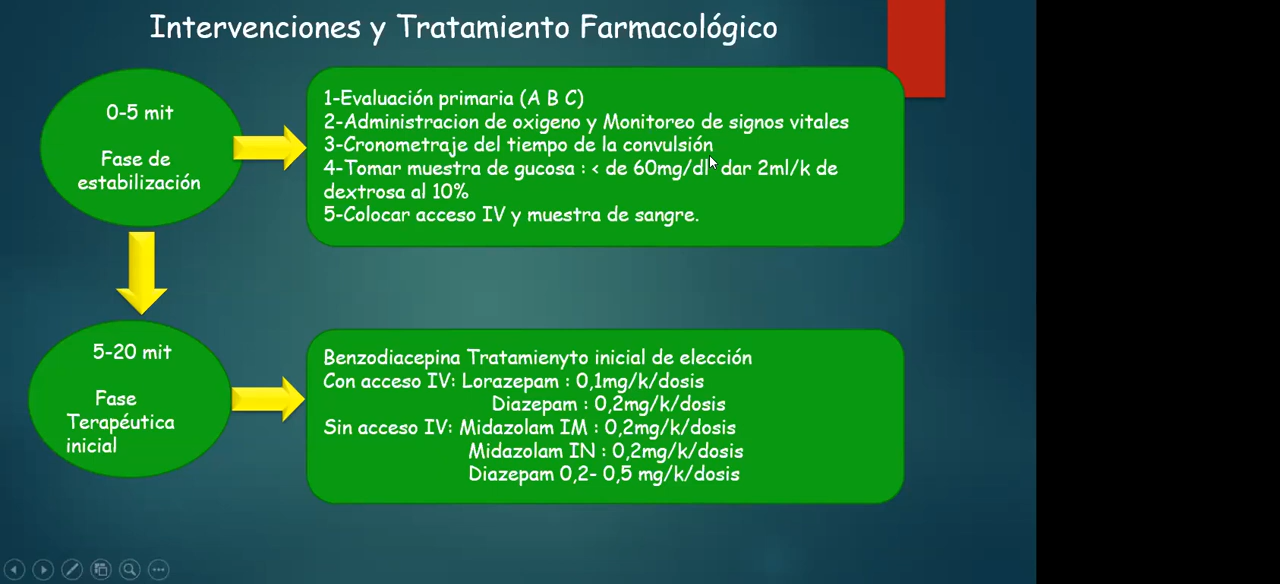 Intervenciones y Tratamiento Farmacológico
0-5 mit
Fase de
estabilización
1-Evaluación primaria (A B C)
2-Administracion de oxigeno y Monitoreo de signos vitales
3-Cronometraje del tiempo de la convulsión
4-Tomar muestra de gucosa : < de 60mg/dl dar 2ml/k de
dextrosa al 10%
5-Colocar acceso IV y muestra de sangre.
5-20 mit
Fase
Terapéutica
inicial
Benzodiacepina Tratamienyto inicial de elección
Con acceso IV: Lorazepam : 0,1mg/k/dosis
Diazepam : 0,2mg/k/dosis
Sin acceso IV: Midazolam IM : 0,2mg/k/dosis
Midazolam IN : 0,2mg/k/dosis
Diazepam 0,2- 0,5 mg/k/dosis